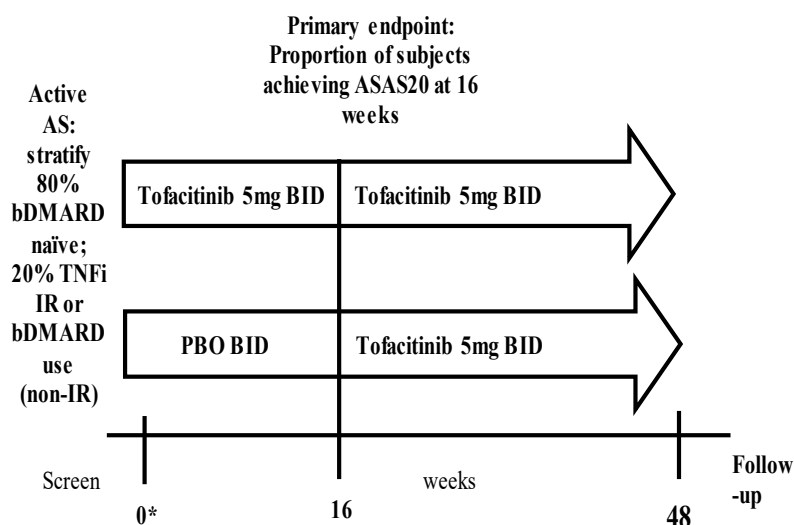 Primary endpoint:
Proportion of subjects
achieving ASAS20 at 16
weeks
Active
AS:
stratify
80%
bDMARD
naïve;
20% TNFi
IR or
bDMARD
use
(non-IR)
Tofacitinib 5mg BID
Tofacitinib 5mg BID
PBO BID
Tofacitinib 5mg BID
Screen
0*
16
weeks
48
Follow
-up